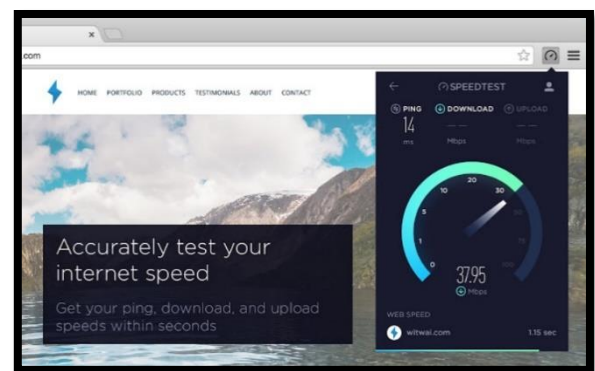 .com
HOME PORTFOLIO PRODUCTS TESTIMONIALS ABOUT CONTACT
Accurately test your
internet speed
Get your ping, download, and upload
speeds within seconds
SPEEDTEST
PING DOWNLOAD UPLOAD
14
ms Mbps Mbps
0
1
5
10
20
30
37.95
Mbps
WEB SPEED
witwai.com 1.15 sec